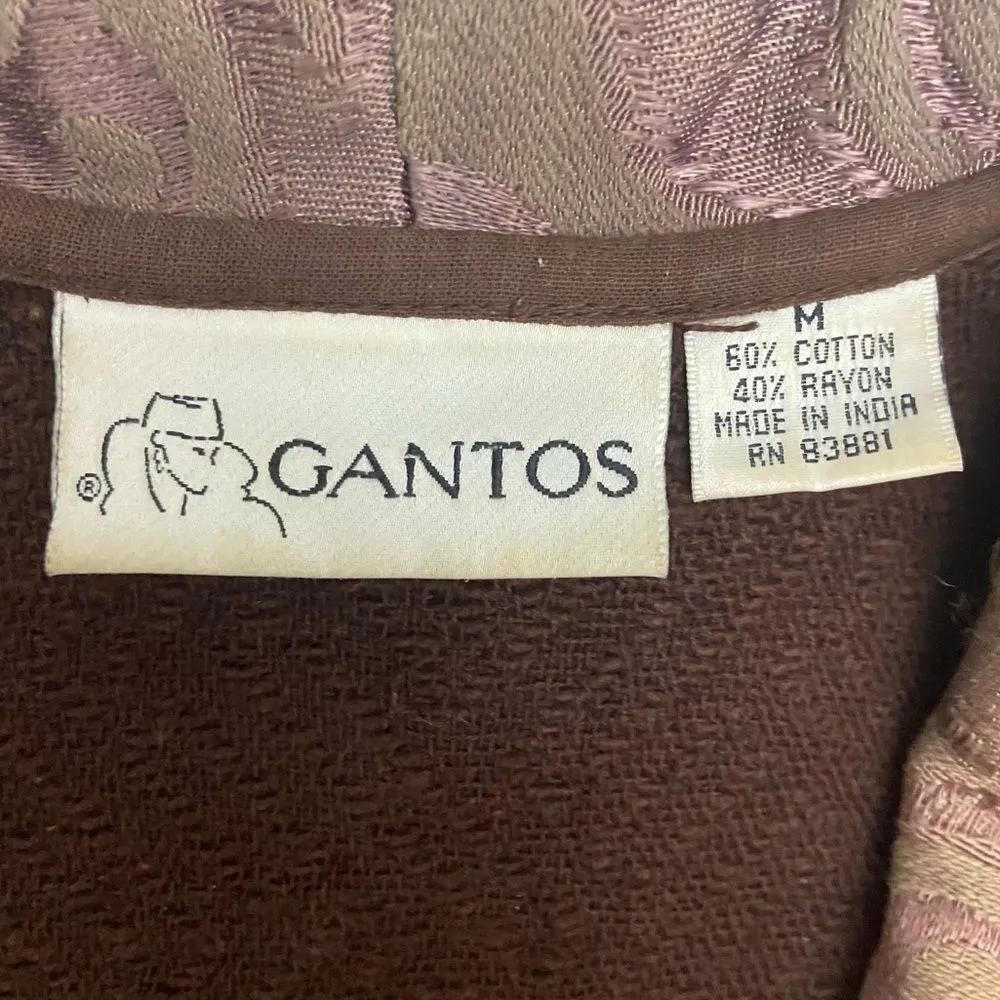 ® GANTOS
M
60% COTTON
40% RAYON
MADE IN INDIA
RN 83881